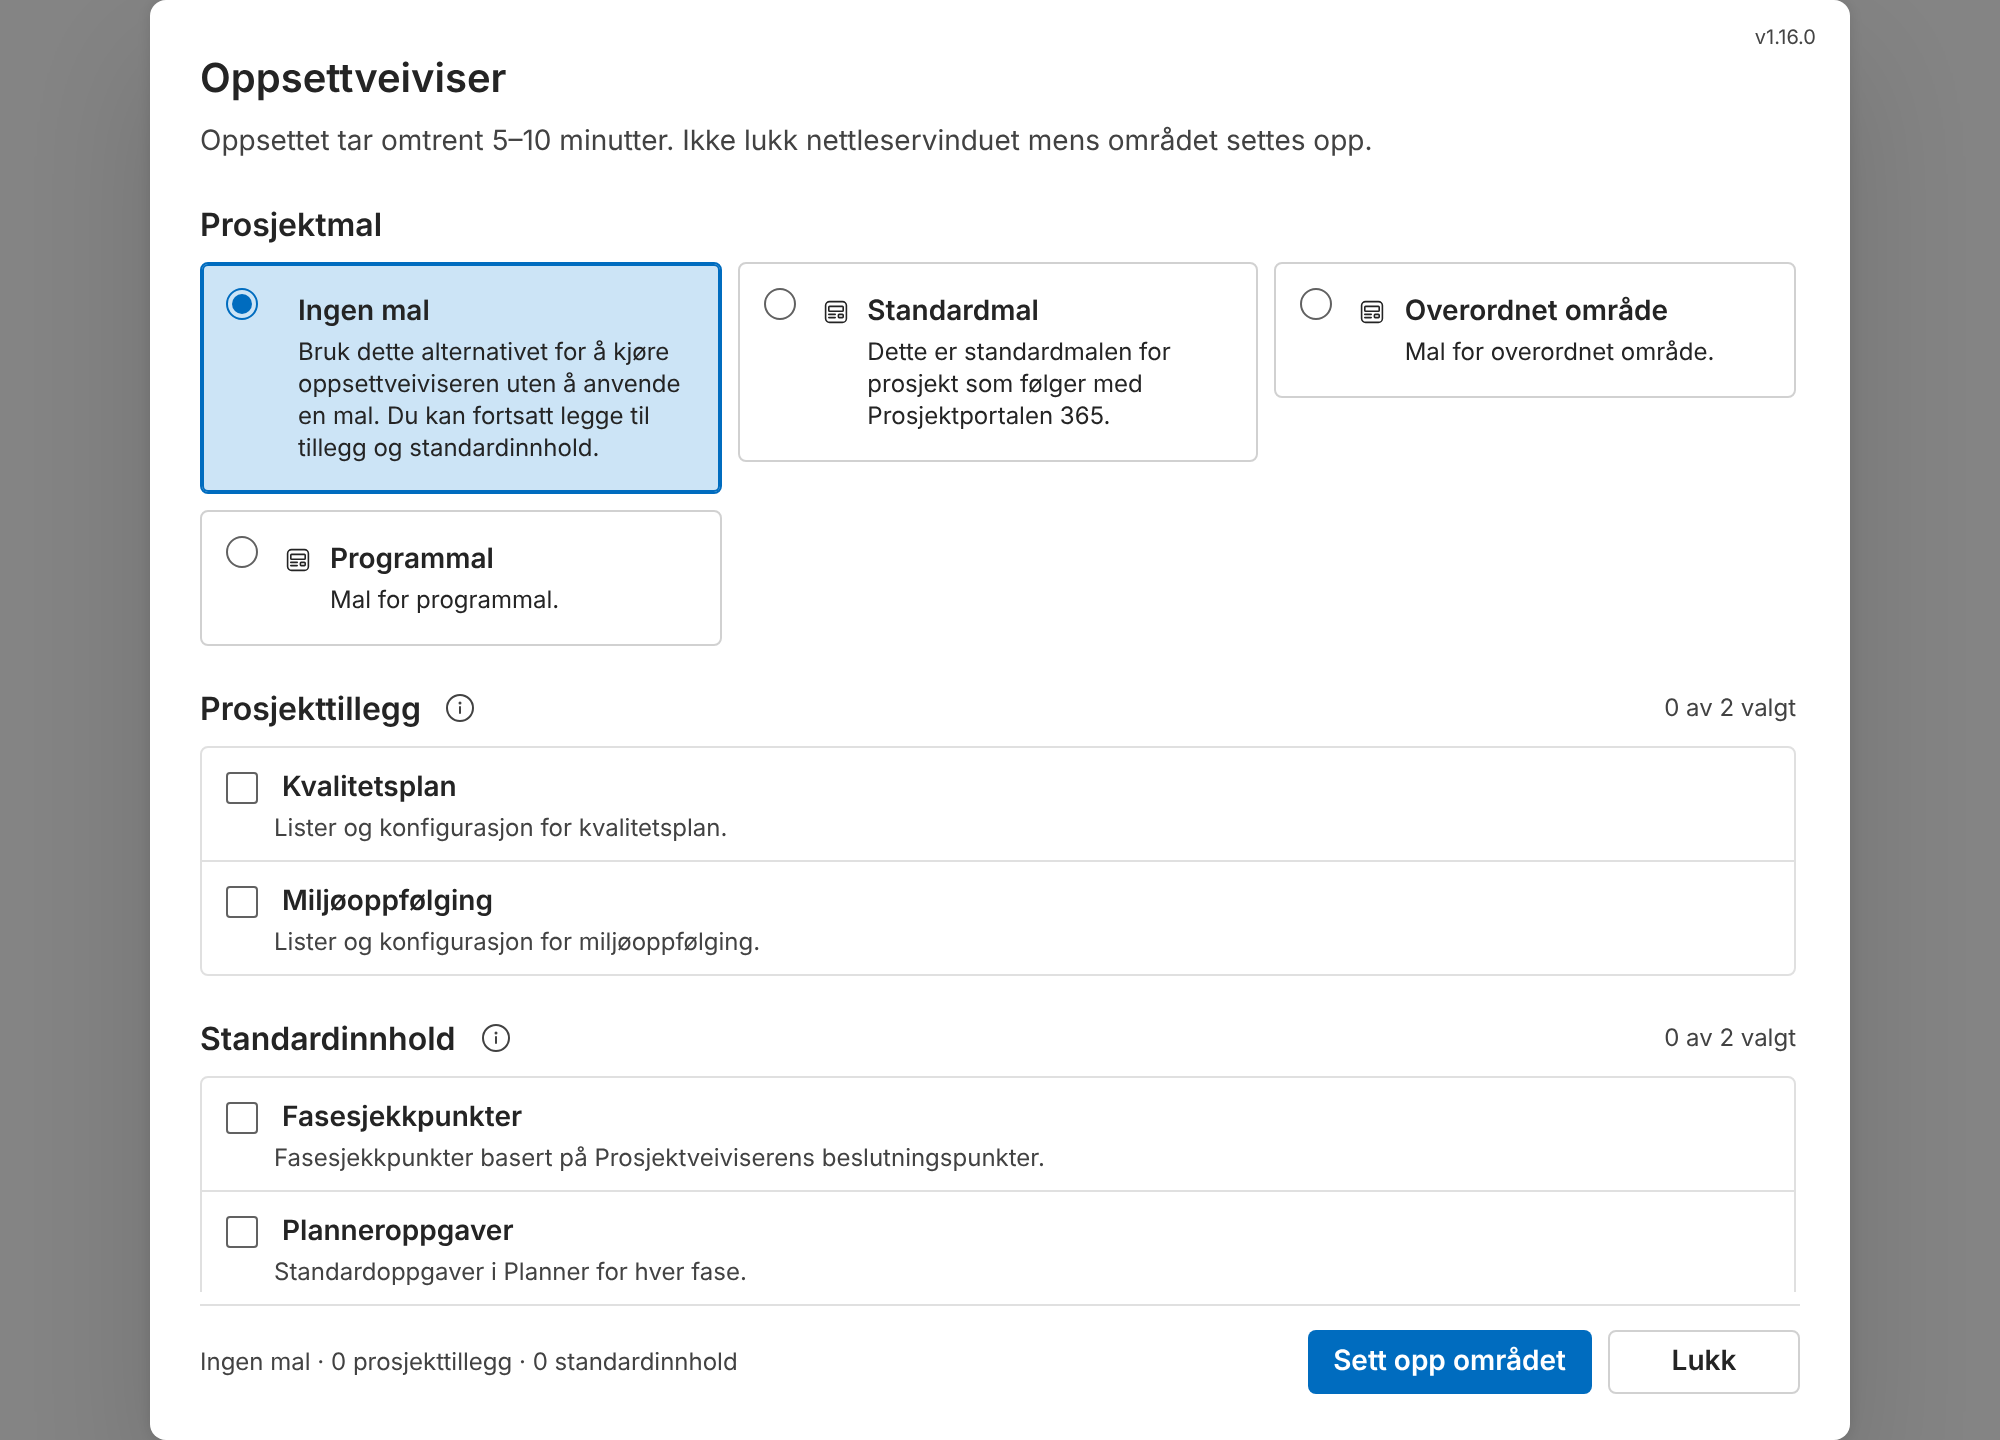 v1.16.0
Oppsettveiviser
Oppsettet tar omtrent 5–10 minutter. Ikke lukk nettleservinduet mens området settes opp.
Prosjektmal
Ingen mal
Bruk dette alternativet for å kjøre
oppsettveiviseren uten å anvende
en mal. Du kan fortsatt legge til
tillegg og standardinnhold.
Standardmal
Dette er standardmalen for
prosjekt som følger med
Prosjektportalen 365.
Overordnet område
Mal for overordnet område.
Programmal
Mal for programmal.
Prosjekttillegg
0 av 2 valgt
Kvalitetsplan
Lister og konfigurasjon for kvalitetsplan.
Miljøoppfølging
Lister og konfigurasjon for miljøoppfølging.
Standardinnhold
0 av 2 valgt
Fasesjekkpunkter
Fasesjekkpunkter basert på Prosjektveiviserens beslutningspunkter.
Planneroppgaver
Standardoppgaver i Planner for hver fase.
Ingen mal · 0 prosjekttillegg · 0 standardinnhold
Sett opp området
Lukk